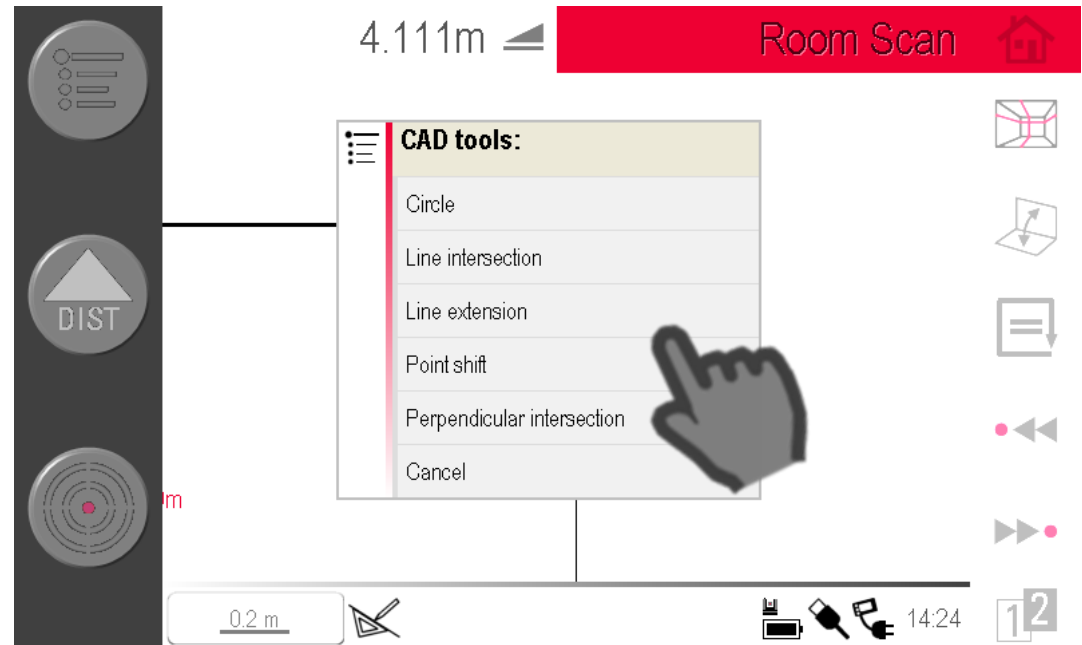 4.111m
Room Scan
CAD tools:
Circle
Line intersection
Line extension
DIST
Point shift
Perpendicular intersection
Cancel
m
0.2 m
14:24
1 2